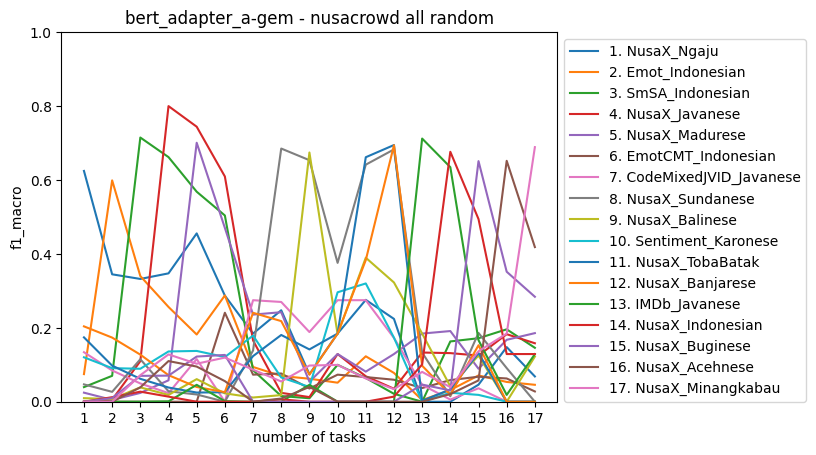 bert_adapter_a-gem - nusacrowd all random
1.0
0.8
0.6
0.4
0.2
0.0
f1_macro
1 2 3 4 5 6 7 8 9 10 11 12 13 14 15 16 17
number of tasks
1. NusaX_Ngaju
2. Emot_Indonesian
3. SmSA_Indonesian
4. NusaX_Javanese
5. NusaX_Madurese
6. EmotCMT_Indonesian
7. CodeMixedJVID_Javanese
8. NusaX_Sundanese
9. NusaX_Balinese
10. Sentiment_Karonese
11. NusaX_TobaBatak
12. NusaX_Banjarese
13. IMDb_Javanese
14. NusaX_Indonesian
15. NusaX_Buginese
16. NusaX_Acehnese
17. NusaX_Minangkabau